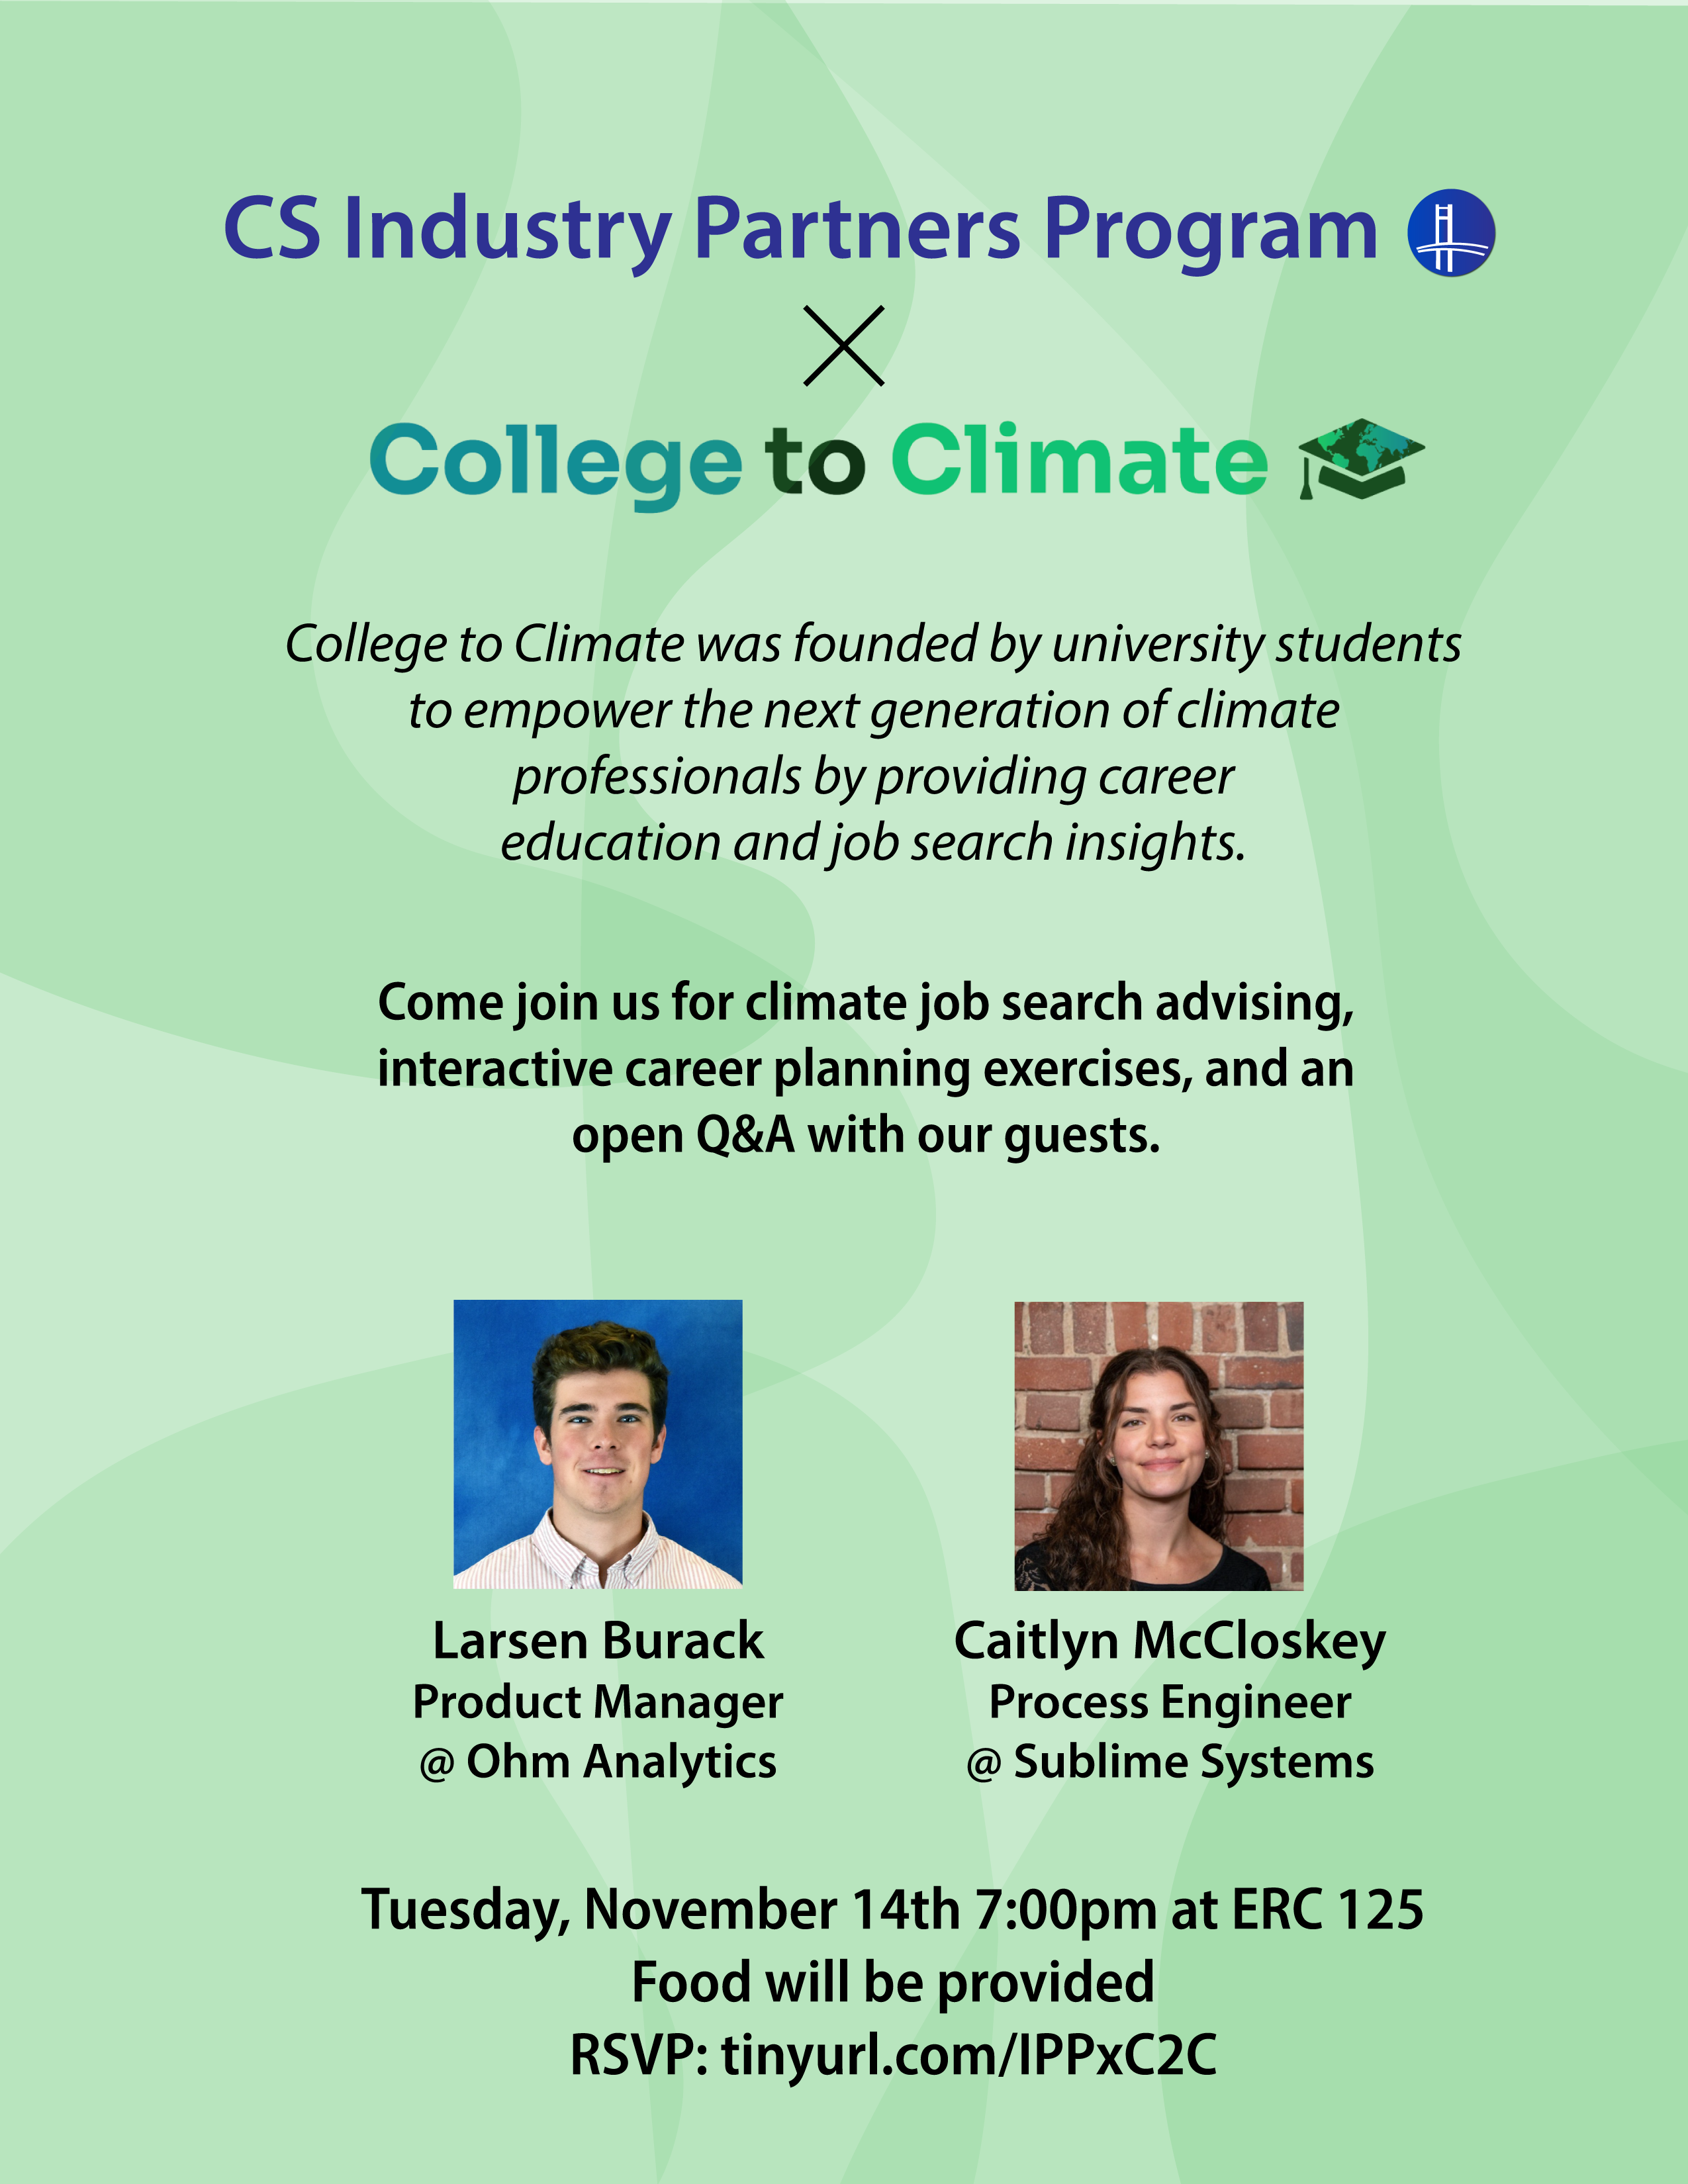 CS Industry Partners Program
College to Climate
College to Climate was founded by university students
to empower the next generation of climate
professionals by providing career
education and job search insights.
Come join us for climate job search advising,
interactive career planning exercises, and an
open Q&A with our guests.
Larsen Burack
Product Manager
@ Ohm Analytics
Caitlyn McCloskey
Process Engineer
@ Sublime Systems
Tuesday, November 14th 7:00pm at ERC 125
Food will be provided
RSVP: tinyurl.com/IPPxC2C